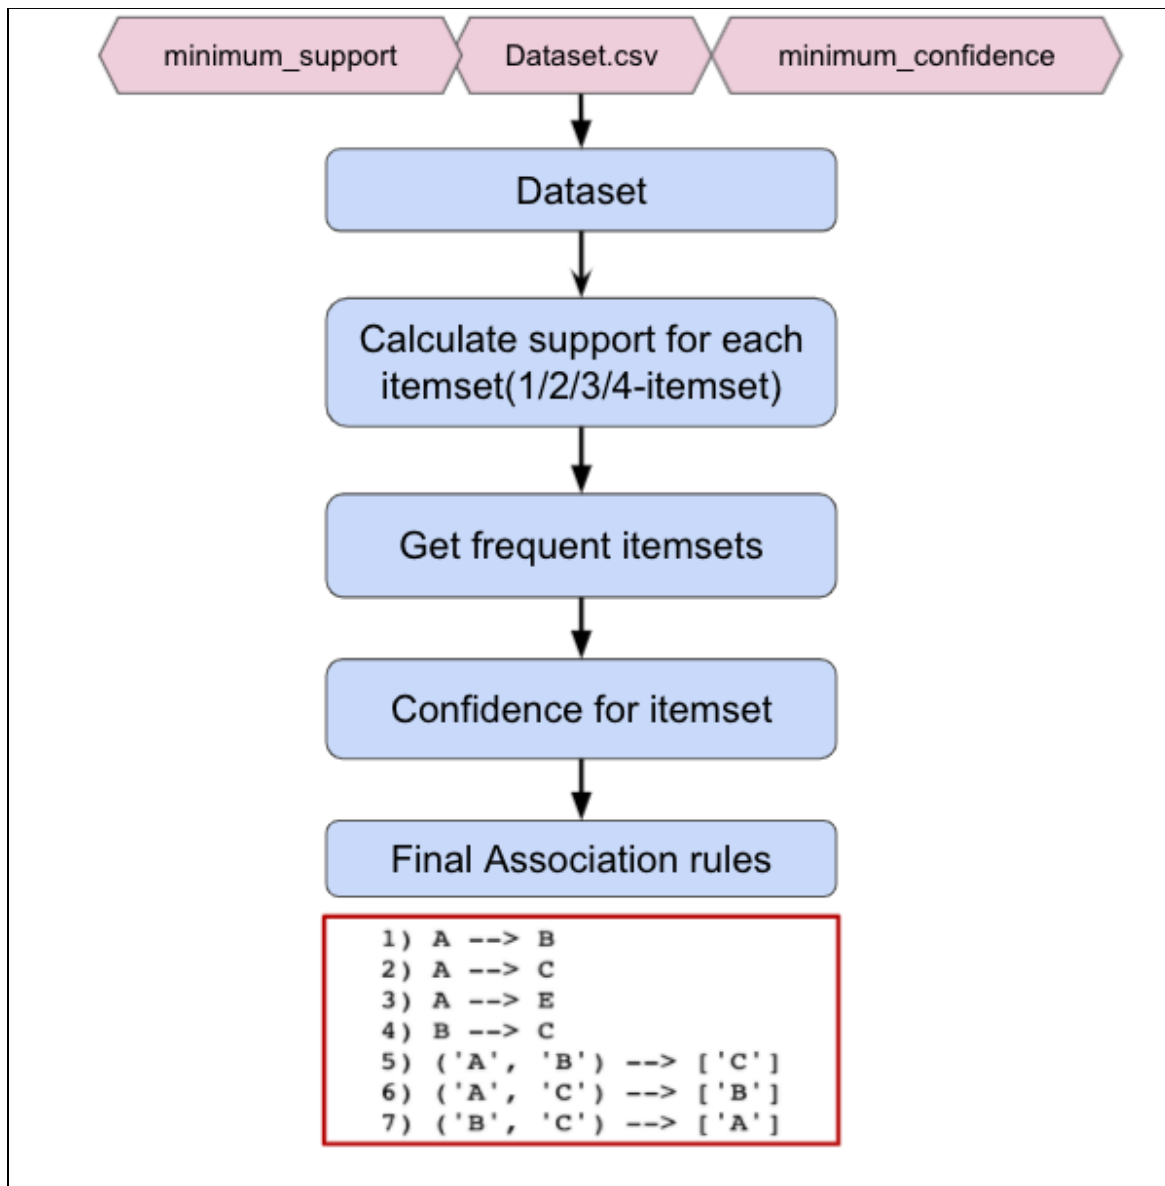 minimum_support
Dataset.csv
minimum_confidence
Dataset
Calculate support for each
itemset(1/2/3/4-itemset)
Get frequent itemsets
Confidence for itemset
Final Association rules
1) A --> B
2) A --> C
3) A --> E
4) B --> C
5) ('A', 'B') --> ['C']
6) ('A', 'C') --> ['B']
7) ('B', 'C') --> ['A']